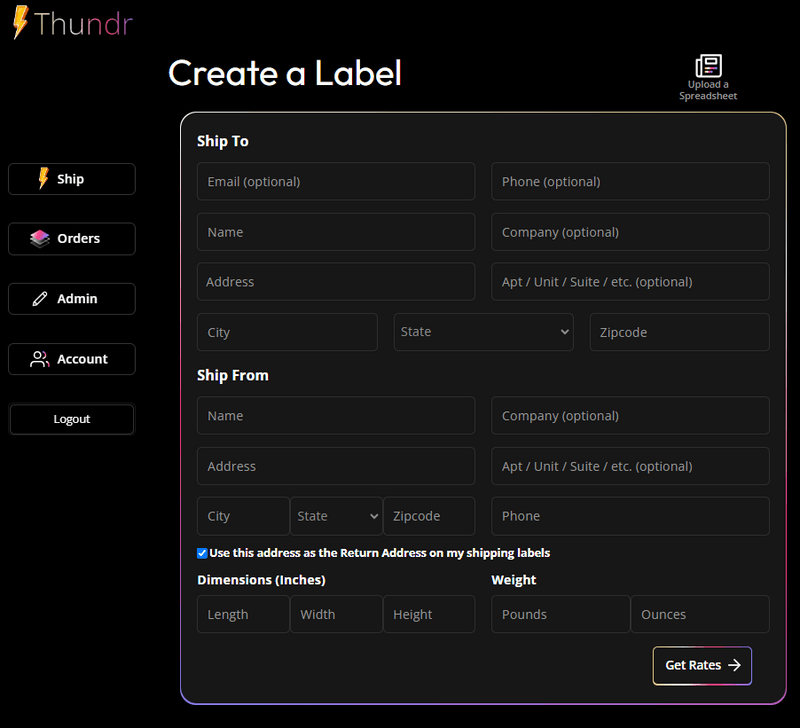 Thundr
Create a Label
Upload a
Spreadsheet
Ship
Orders
Admin
Account
Logout
Ship To
Email (optional) Phone (optional)
Name Company (optional)
Address Apt / Unit / Suite / etc. (optional)
City State Zipcode
Ship From
Name Company (optional)
Address Apt / Unit / Suite / etc. (optional)
City State Zipcode Phone
Use this address as the Return Address on my shipping labels
Dimensions (Inches) Weight
Length Width Height Pounds Ounces
Get Rates